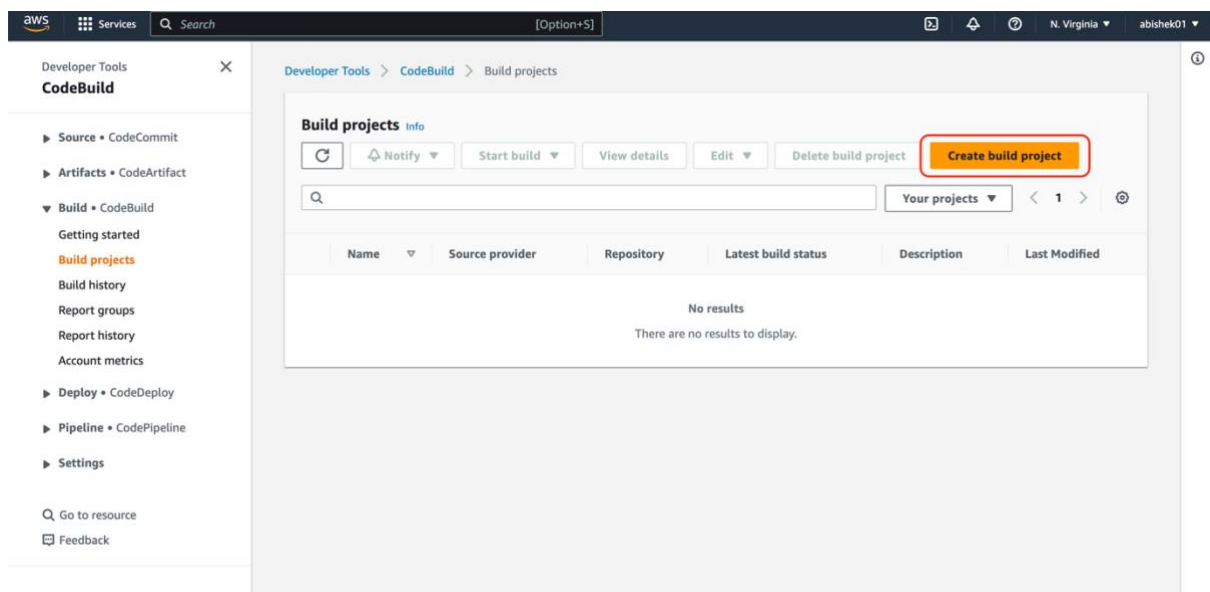 aws Services Search [Option+S] N. Virginia ▼ abishek01 ▼
Developer Tools
CodeBuild
Source • CodeCommit
Artifacts • CodeArtifact
Build • CodeBuild
Getting started
Build projects
Build history
Report groups
Report history
Account metrics
Deploy • CodeDeploy
Pipeline • CodePipeline
Settings
Go to resource
Feedback
Developer Tools > CodeBuild > Build projects
Build projects Info
Notify ▼ Start build ▼ View details Edit ▼ Delete build project Create build project
Your projects ▼ < 1 >
Name Source provider Repository Latest build status Description Last Modified
No results
There are no results to display.